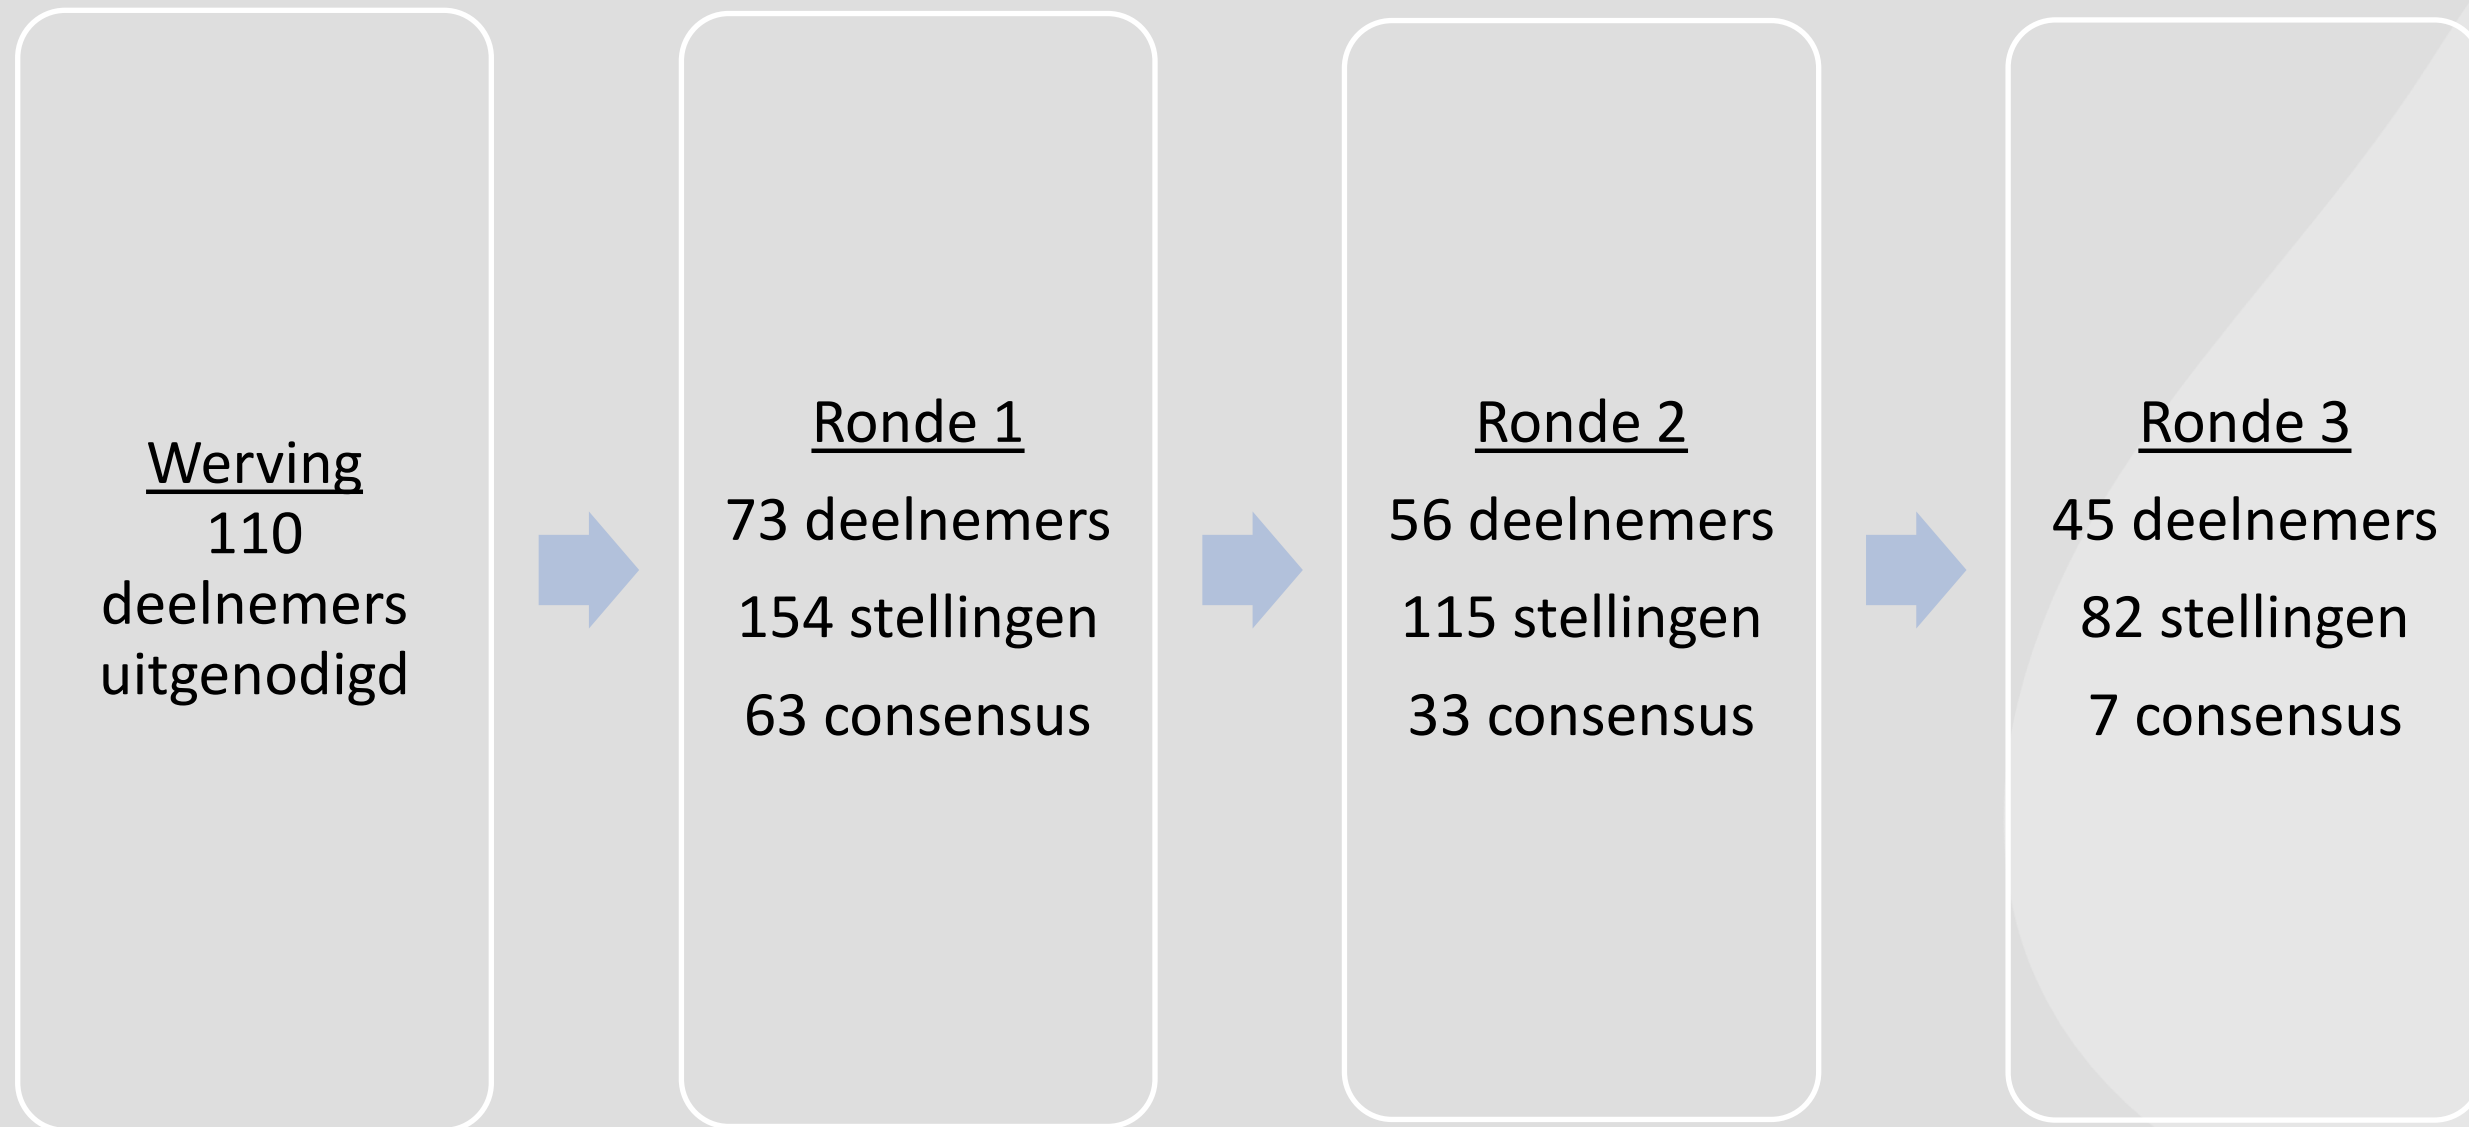 Werving
110
deelnemers
uitgenodigd
Ronde 1
73 deelnemers
154 stellingen
63 consensus
Ronde 2
56 deelnemers
115 stellingen
33 consensus
Ronde 3
45 deelnemers
82 stellingen
7 consensus